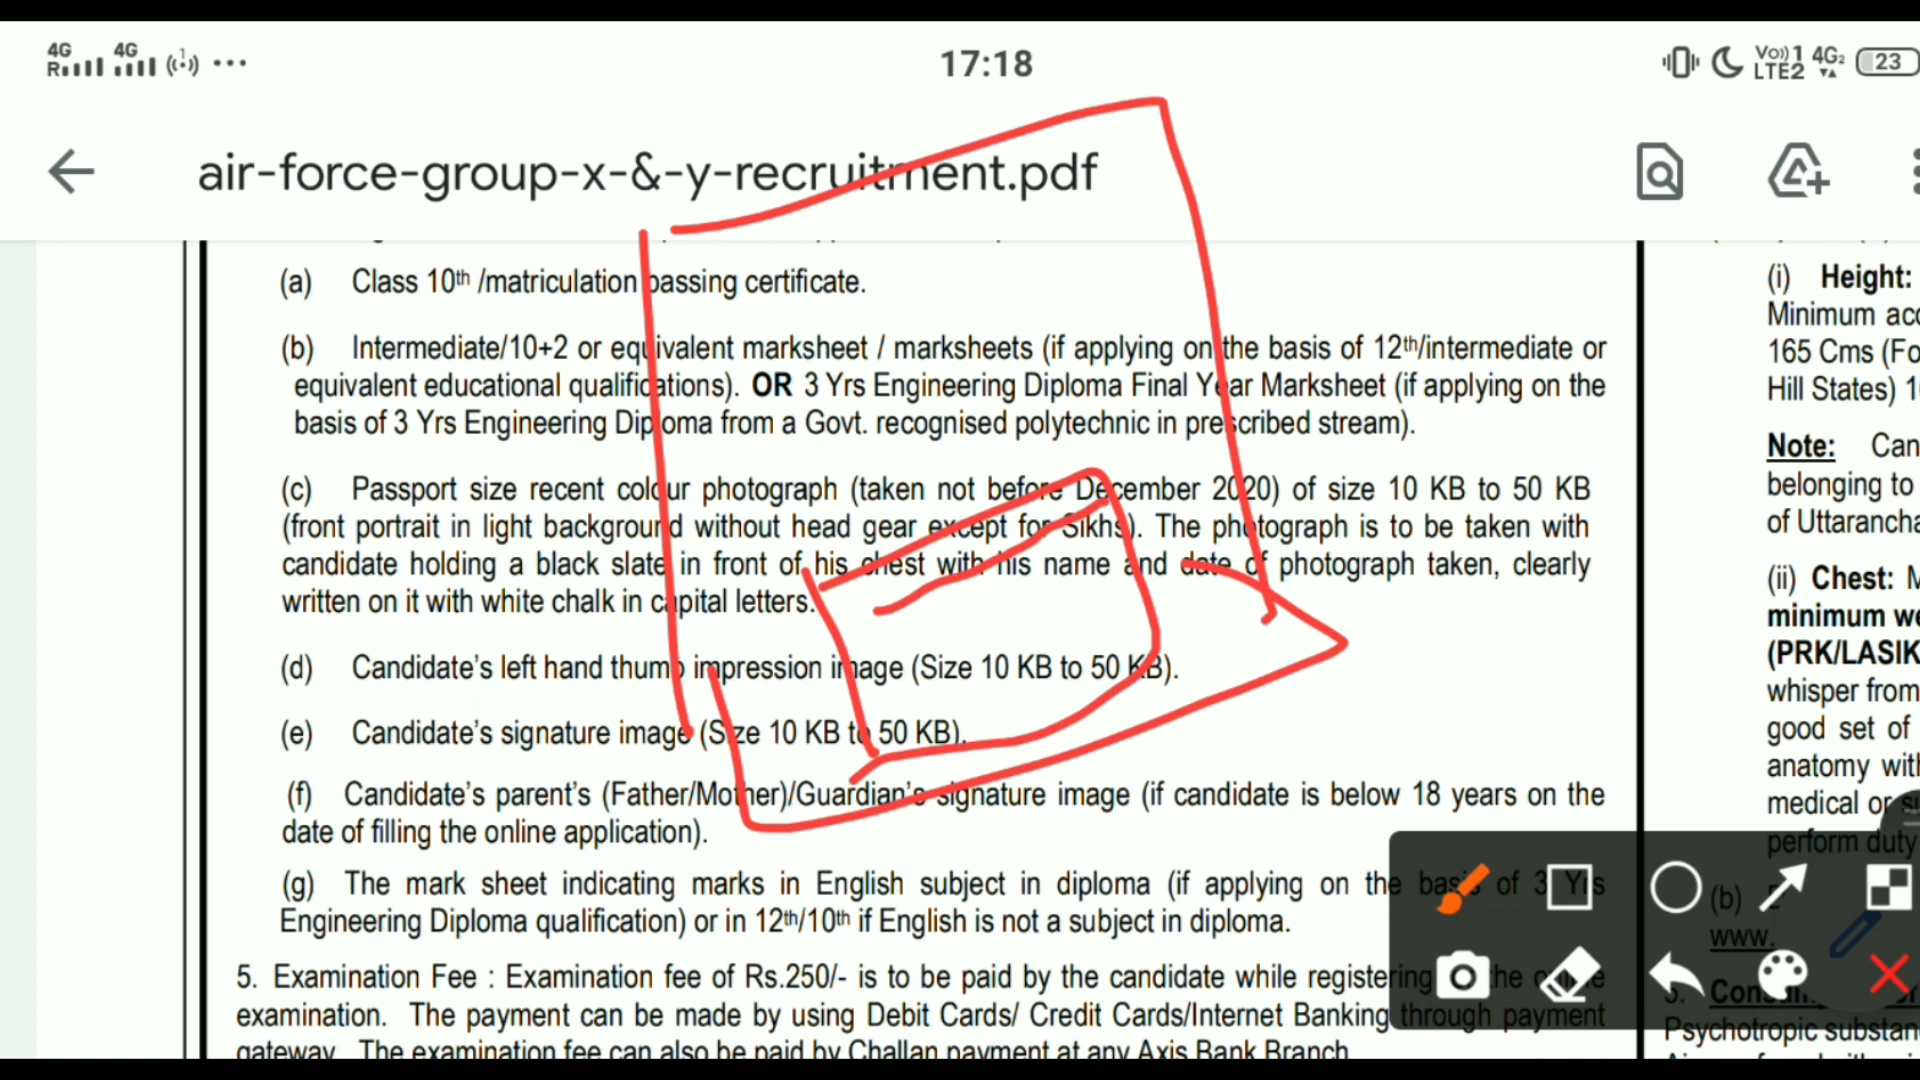 4G 4G
R
17:18
Vo)) 1 4G2
LTE2
23
air-force-group-x-&-y-recruitment.pdf
(a) Class 10th /matriculation passing certificate.
(b) Intermediate/10+2 or equivalent marksheet / marksheets (if applying on the basis of 12th/intermediate or
equivalent educational qualifications). OR 3 Yrs Engineering Diploma Final Year Marksheet (if applying on the
basis of 3 Yrs Engineering Diploma from a Govt. recognised polytechnic in prescribed stream).
(c) Passport size recent colour photograph (taken not before December 2020) of size 10 KB to 50 KB
(front portrait in light background without head gear except for Sikhs). The photograph is to be taken with
candidate holding a black slate in front of his chest with his name and date of photograph taken, clearly
written on it with white chalk in capital letters.
(d) Candidate's left hand thumb impression image (Size 10 KB to 50 KB).
(e) Candidate's signature image (Size 10 KB to 50 KB).
(f) Candidate's parent's (Father/Mother)/Guardian's signature image (if candidate is below 18 years on the
date of filling the online application).
(g) The mark sheet indicating marks in English subject in diploma (if applying on the basis of 3 Yrs
Engineering Diploma qualification) or in 12th/10th if English is not a subject in diploma.
5. Examination Fee : Examination fee of Rs.250/- is to be paid by the candidate while registering the
examination. The payment can be made by using Debit Cards/ Credit Cards/Internet Banking through payment
gateway. The examination fee can also be paid by Challan payment at any Axis Bank Branch
(i) Height:
Minimum acc
165 Cms (Fo
Hill States) 1
Note: Can
belonging to
of Uttarancha
(ii) Chest: M
minimum we
(PRK/LASIK
whisper from
good set of
anatomy with
medical or
perform duty
(b)
www.
3.
Psychotropic substan